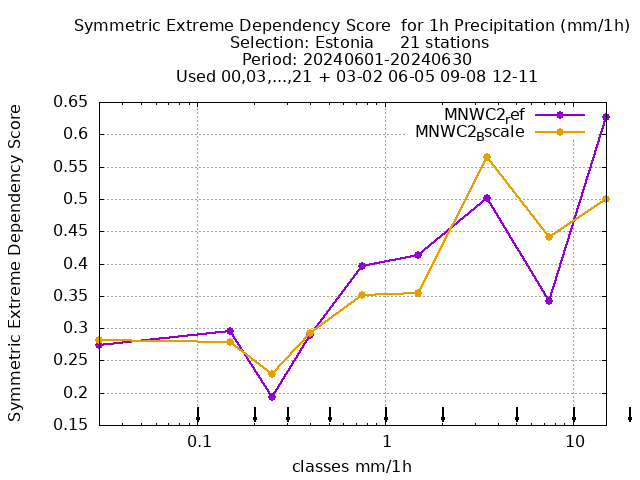 Symmetric Extreme Dependency Score  for 1h Precipitation (mm/1h)
Selection: Estonia     21 stations
Period: 20240601-20240630
Used 00,03,...,21 + 03-02 06-05 09-08 12-11
MNWC2ref
MNWC2Bscale
Symmetric Extreme Dependency Score
0.65
0.6
0.55
0.5
0.45
0.4
0.35
0.3
0.25
0.2
0.15
0.1 1 10
classes mm/1h